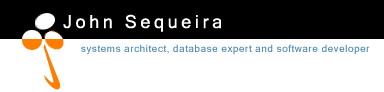 John Sequeira
systems architect, database expert and software developer